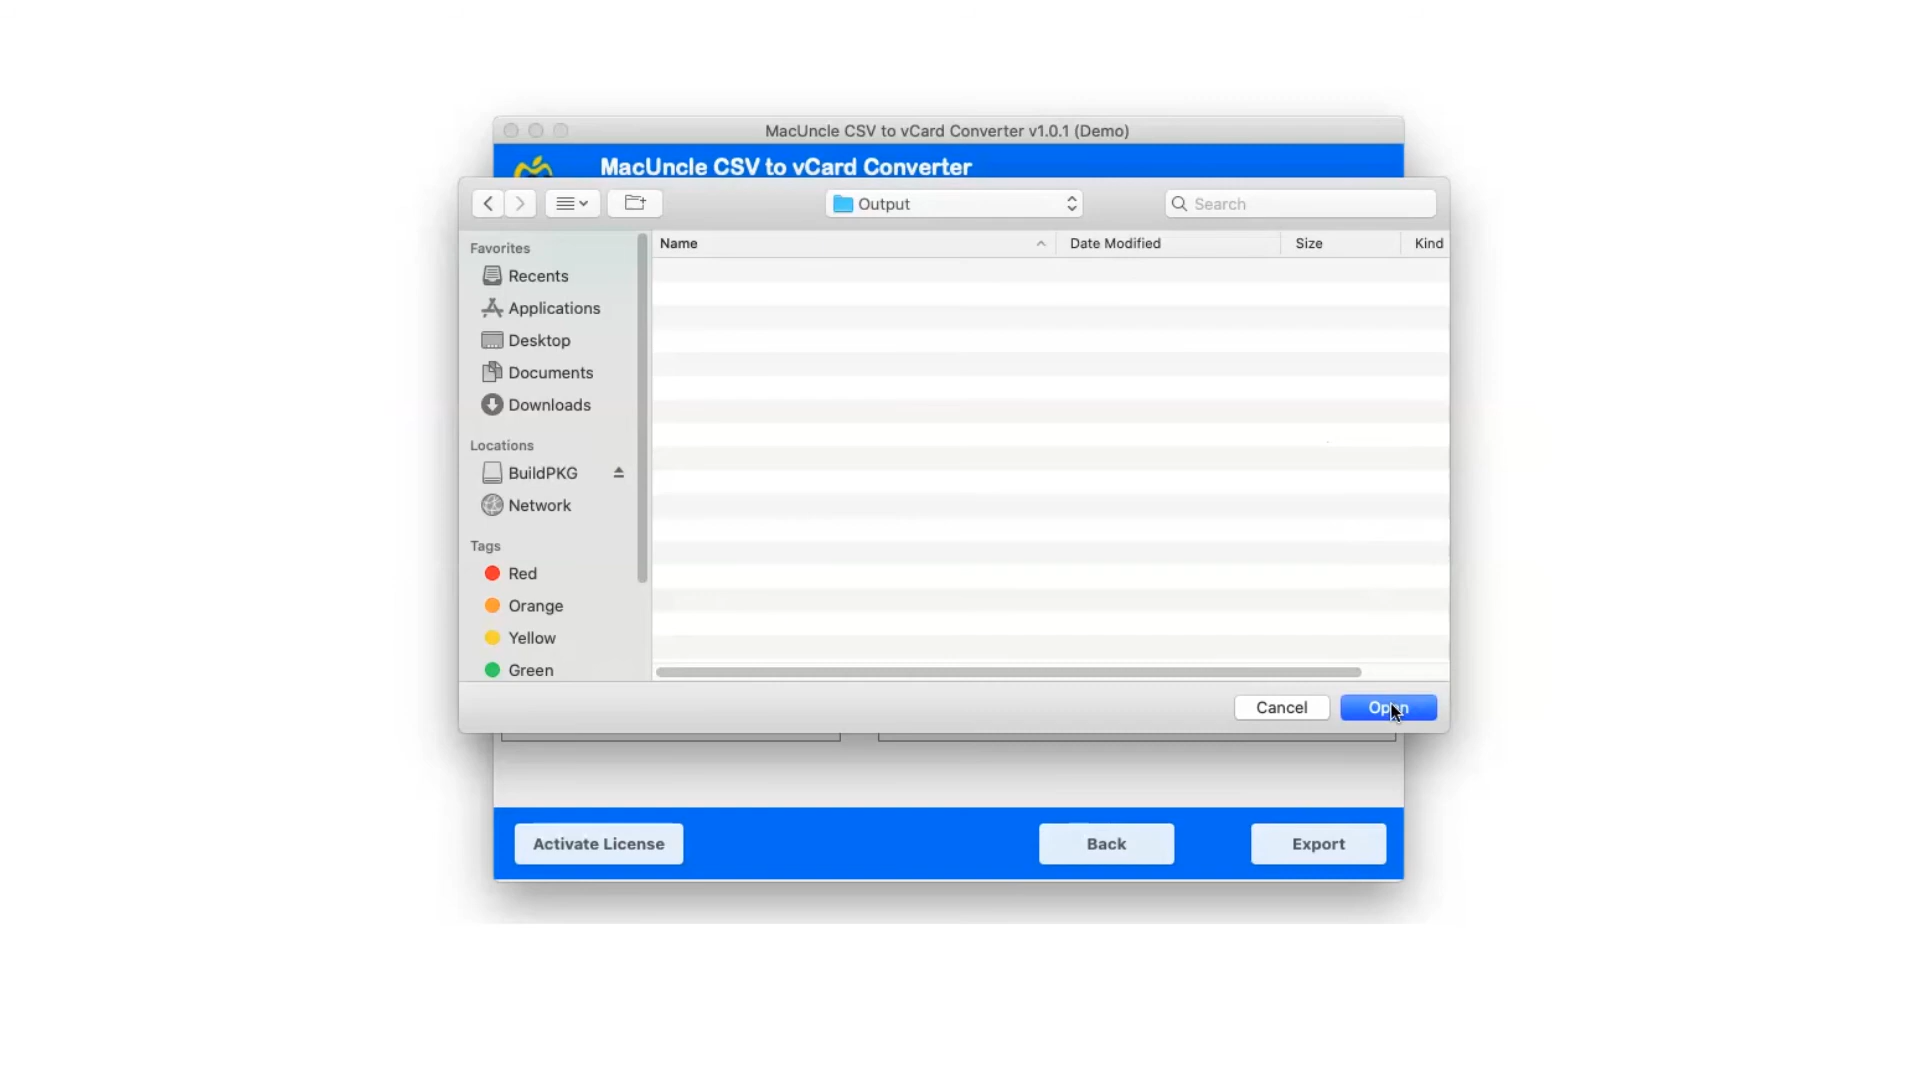 MacUncle CSV to vCard Converter v1.0.1 (Demo)
MacUncle CSV to vCard Converter
Output
Search
Favorites
Recents
Applications
Desktop
Documents
Downloads
Locations
BuildPKG
Network
Tags
Red
Orange
Yellow
Green
Name
Date Modified
Size
Kind
Cancel
Open
Activate License
Back
Export